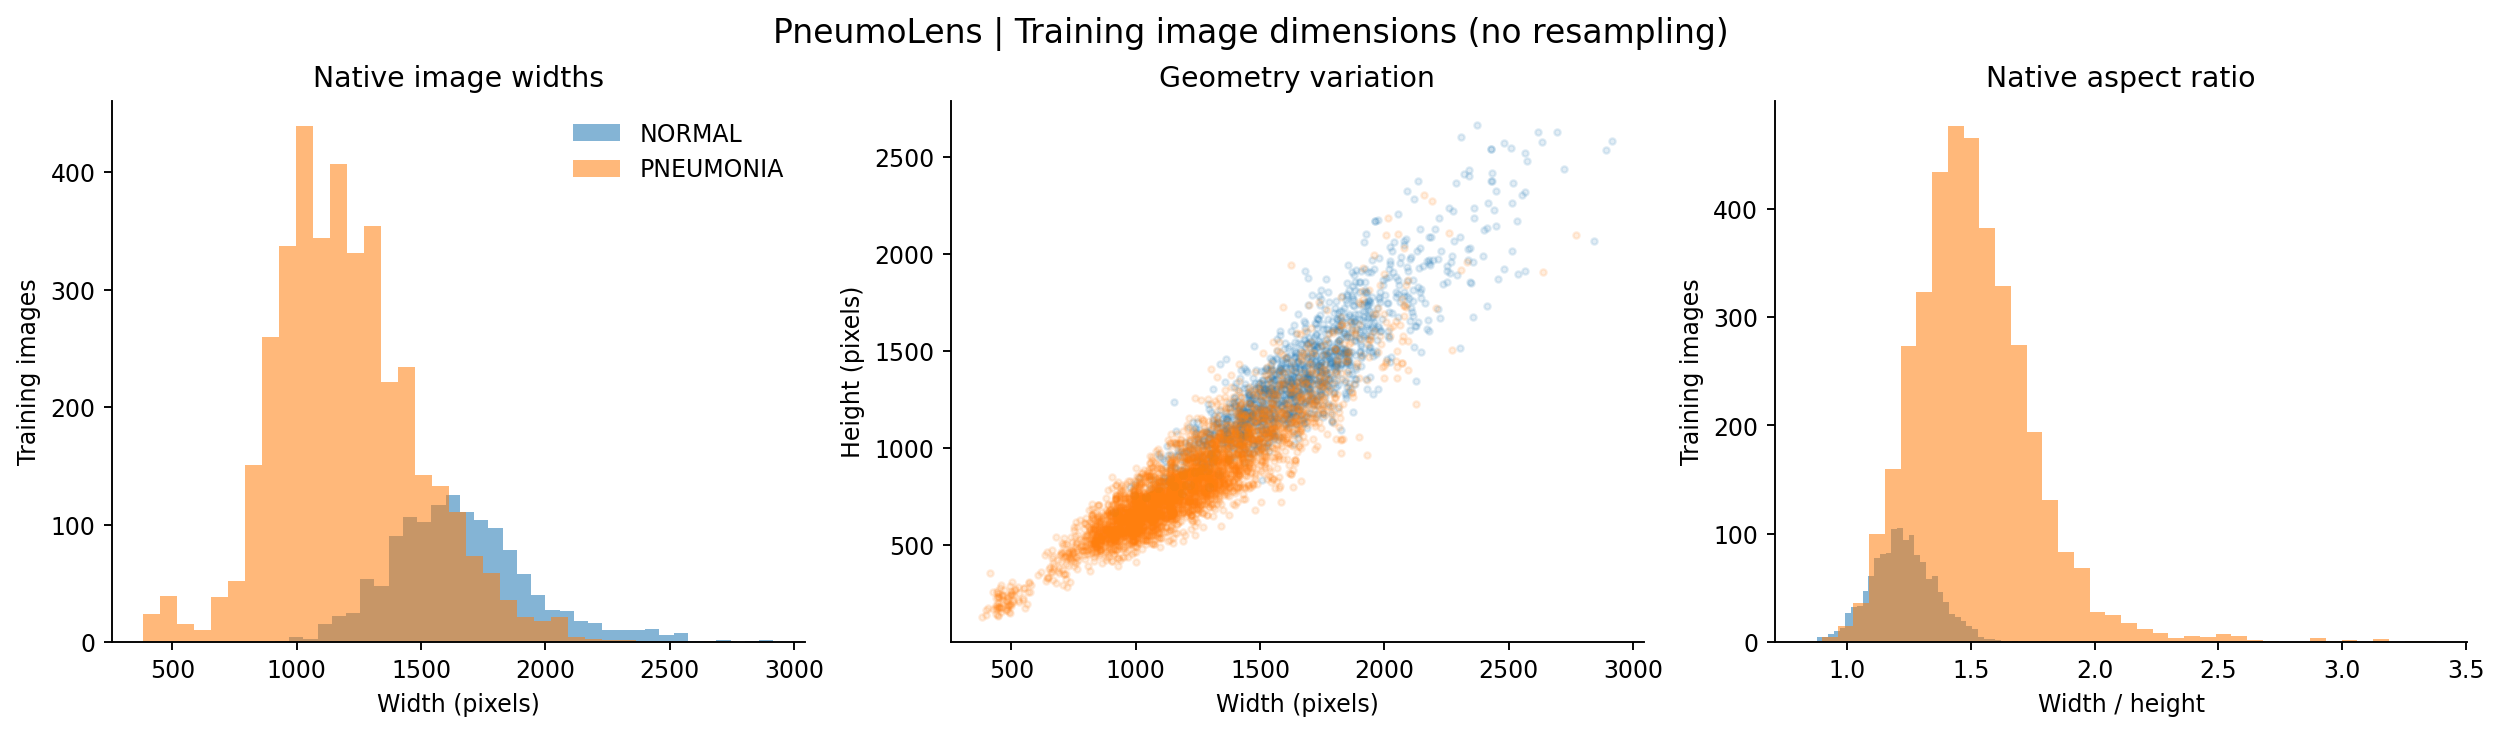 PneumoLens | Training image dimensions (no resampling)
Native image widths
NORMAL
PNEUMONIA
400
300
200
100
0
Training images
500
1000
1500
2000
2500
3000
Width (pixels)
Geometry variation
2500
2000
1500
1000
500
Height (pixels)
500
1000
1500
2000
2500
3000
Width (pixels)
Native aspect ratio
400
300
200
100
0
Training images
1.0
1.5
2.0
2.5
3.0
3.5
Width / height